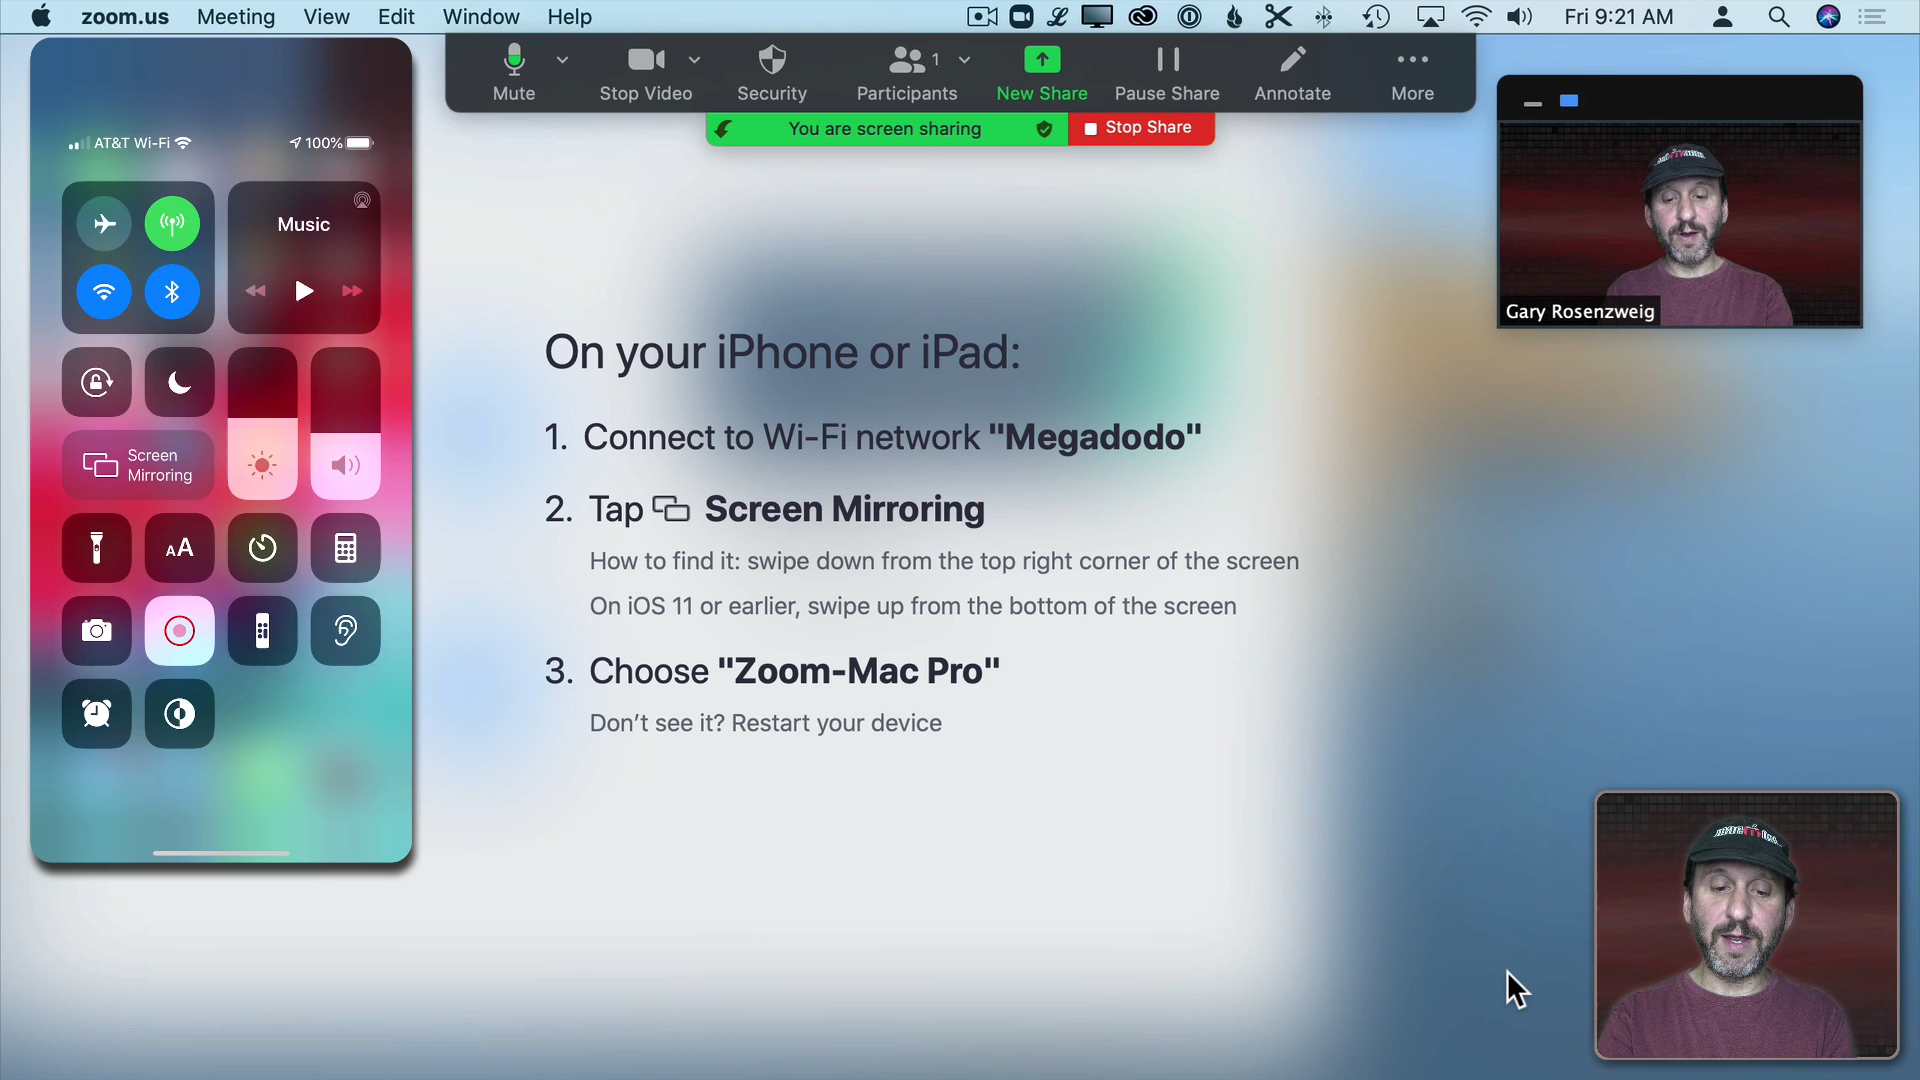 zoom.us Meeting View Edit Window Help Fri 9:21 AM
Mute Stop Video Security Participants 1 New Share Pause Share Annotate More
You are screen sharing Stop Share
AT&T Wi-Fi 100%
Music
Screen
Mirroring
AA
On your iPhone or iPad:
1. Connect to Wi-Fi network "Megadodo"
2. Tap Screen Mirroring
How to find it: swipe down from the top right corner of the screen
On iOS 11 or earlier, swipe up from the bottom of the screen
3. Choose "Zoom-Mac Pro"
Don’t see it? Restart your device
Gary Rosenzweig